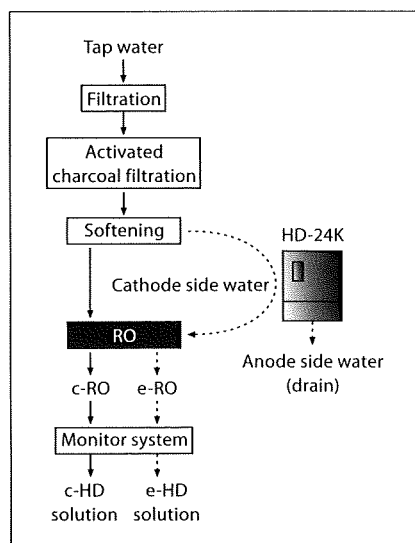 Tap water
Filtration
Activated
charcoal filtration
Softening
HD-24K
Cathode side water
RO
Anode side water
(drain)
c-RO e-RO
Monitor system
c-HD e-HD
solution solution